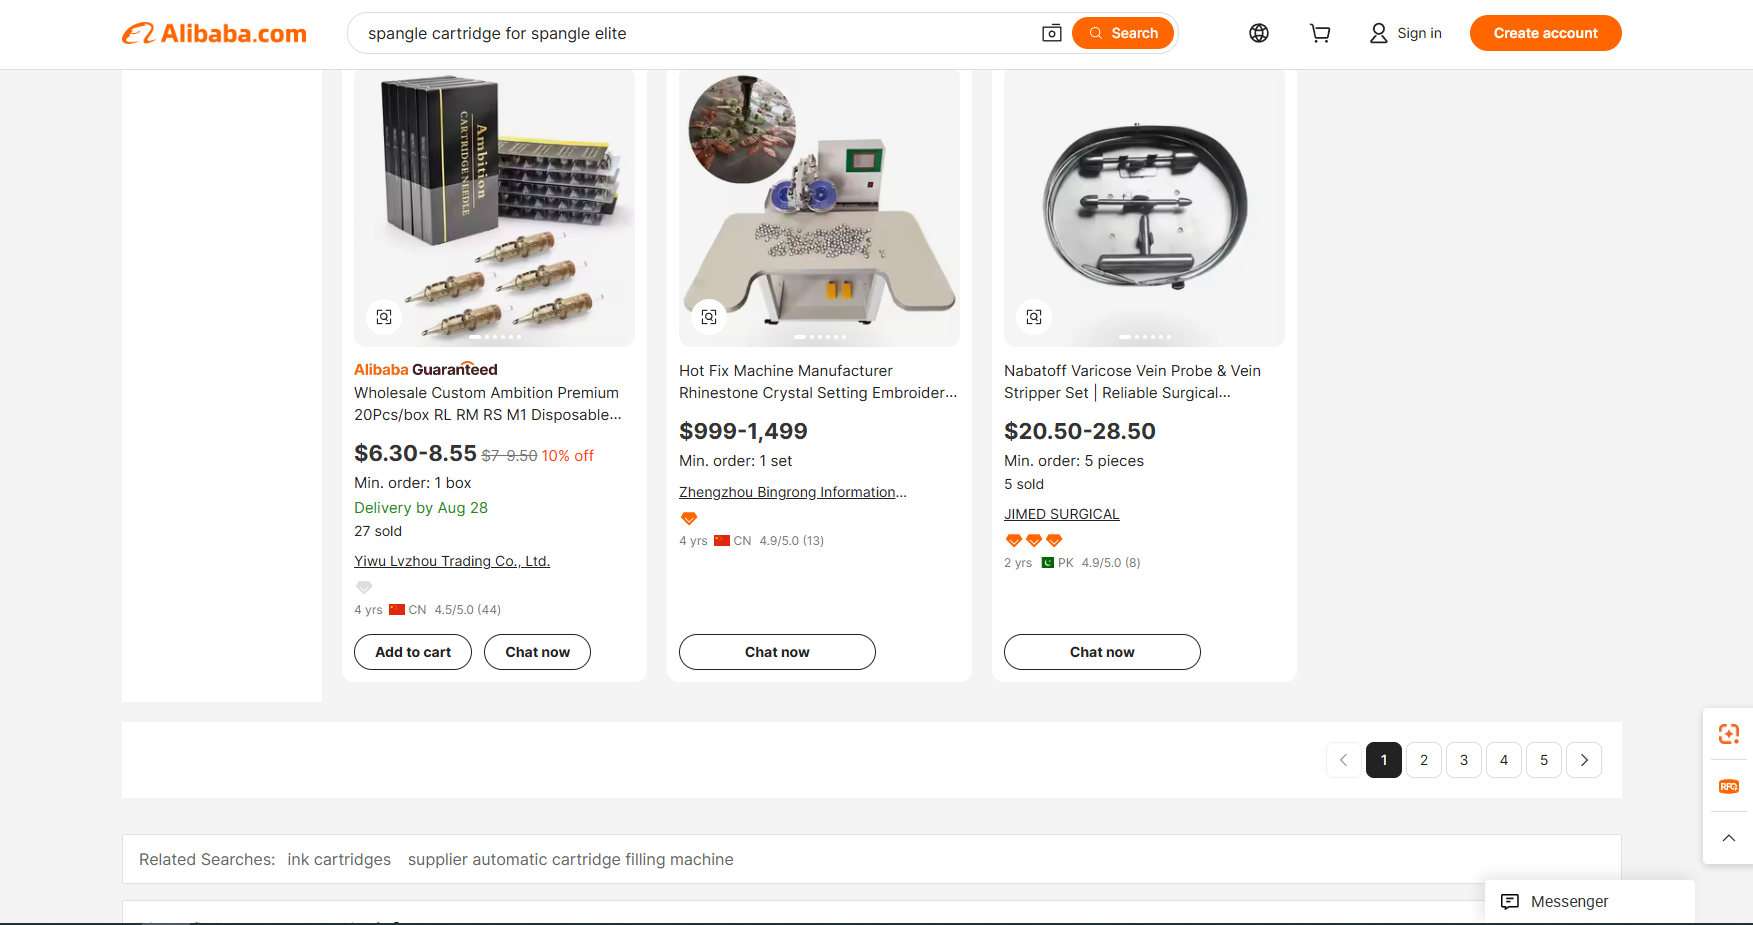 Alibaba.com
spangle cartridge for spangle elite
Search
Sign in
Create account
Ambition
CARTRIDGE NEEDLE
Alibaba Guaranteed
Wholesale Custom Ambition Premium
20Pcs/box RL RM RS M1 Disposable...
$6.30-8.55 $7-9.50 10% off
Min. order: 1 box
Delivery by Aug 28
27 sold
Yiwu Lvzhou Trading Co., Ltd.
4 yrs CN 4.5/5.0 (44)
Add to cart
Chat now
Hot Fix Machine Manufacturer
Rhinestone Crystal Setting Embroider...
$999-1,499
Min. order: 1 set
Zhengzhou Bingrong Information...
4 yrs CN 4.9/5.0 (13)
Chat now
Nabatoff Varicose Vein Probe & Vein
Stripper Set | Reliable Surgical...
$20.50-28.50
Min. order: 5 pieces
5 sold
JIMED SURGICAL
2 yrs PK 4.9/5.0 (8)
Chat now
1 2 3 4 5
RFQ
Related Searches: ink cartridges supplier automatic cartridge filling machine
Messenger